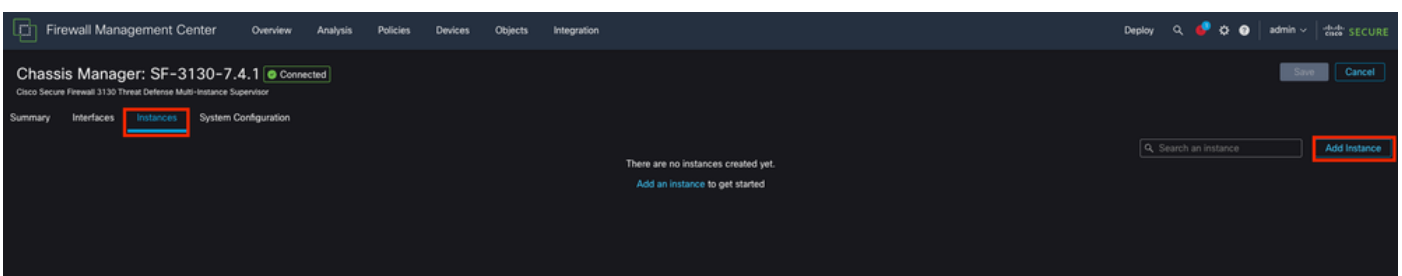 Firewall Management Center Overview Analysis Policies Devices Objects Integration Deploy admin cisco SECURE
Chassis Manager: SF-3130-7.4.1 Connected Save Cancel
Cisco Secure Firewall 3130 Threat Defense Multi-Instance Supervisor
Summary Interfaces Instances System Configuration
Search an instance Add Instance
There are no instances created yet.
Add an instance to get started